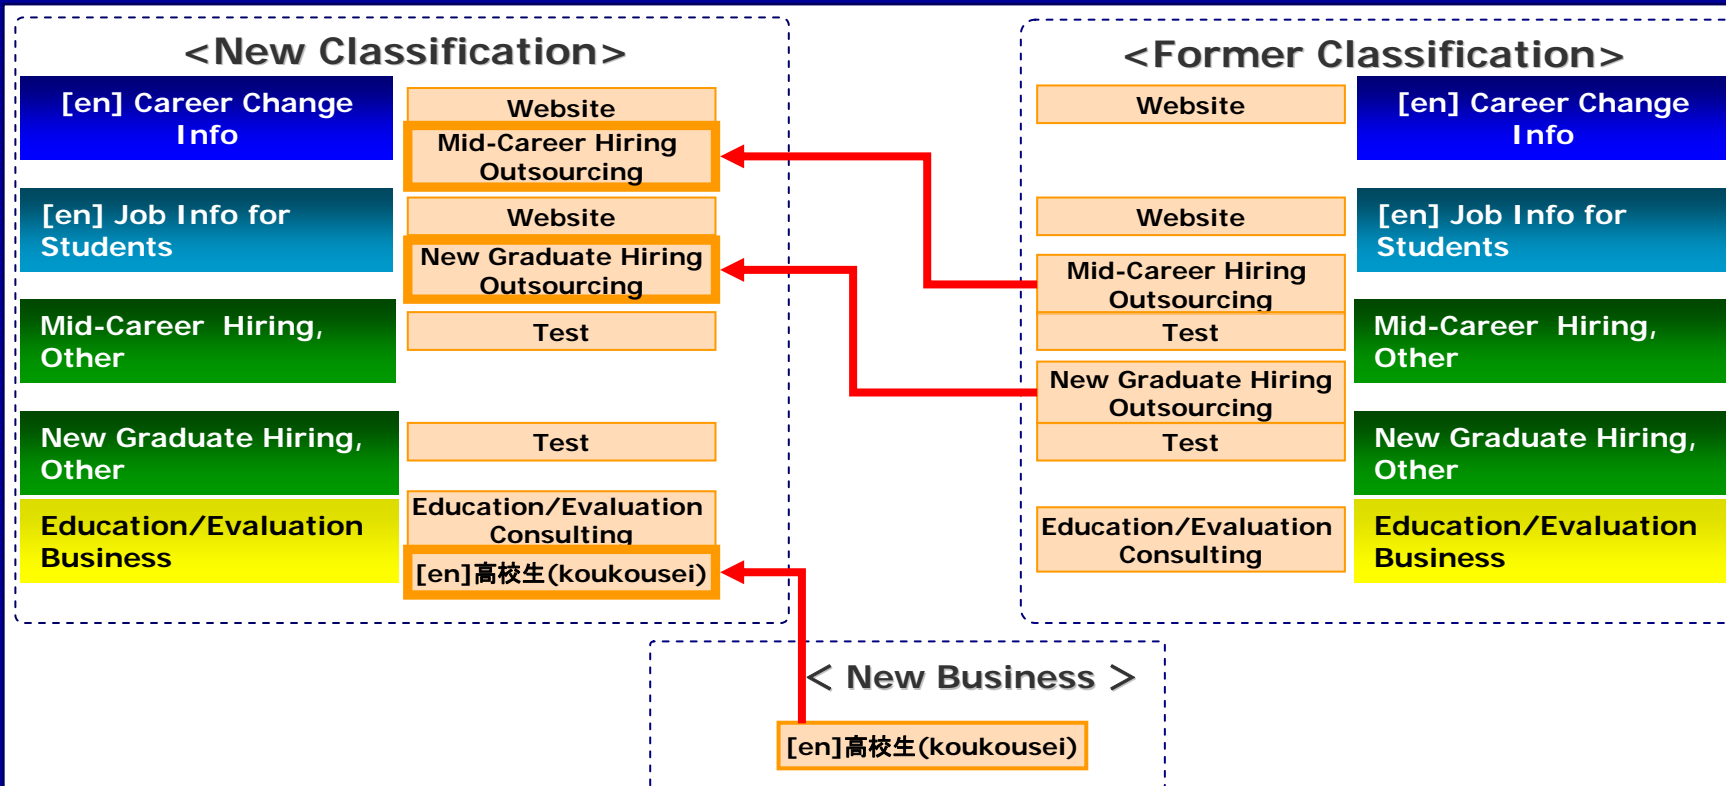 <New Classification>
[en] Career Change
Info
Website
Mid-Career Hiring
Outsourcing
[en] Job Info for
Students
Website
New Graduate Hiring
Outsourcing
Mid-Career Hiring,
Other
Test
New Graduate Hiring,
Other
Test
Education/Evaluation
Business
Education/Evaluation
Consulting
[en]高校生(koukousei)
<Former Classification>
Website
[en] Career Change
Info
Website
[en] Job Info for
Students
Mid-Career Hiring
Outsourcing
Test
Mid-Career Hiring,
Other
New Graduate Hiring
Outsourcing
Test
New Graduate Hiring,
Other
Education/Evaluation
Consulting
Education/Evaluation
Business
< New Business >
[en]高校生(koukousei)